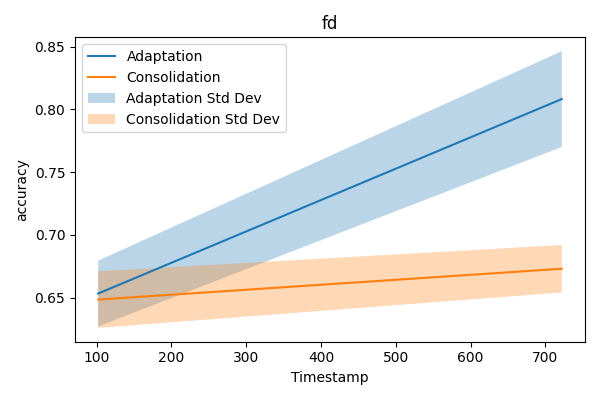 fd
0.85
0.80
0.75
0.70
0.65
accuracy
Adaptation
Consolidation
Adaptation Std Dev
Consolidation Std Dev
100 200 300 400 500 600 700
Timestamp